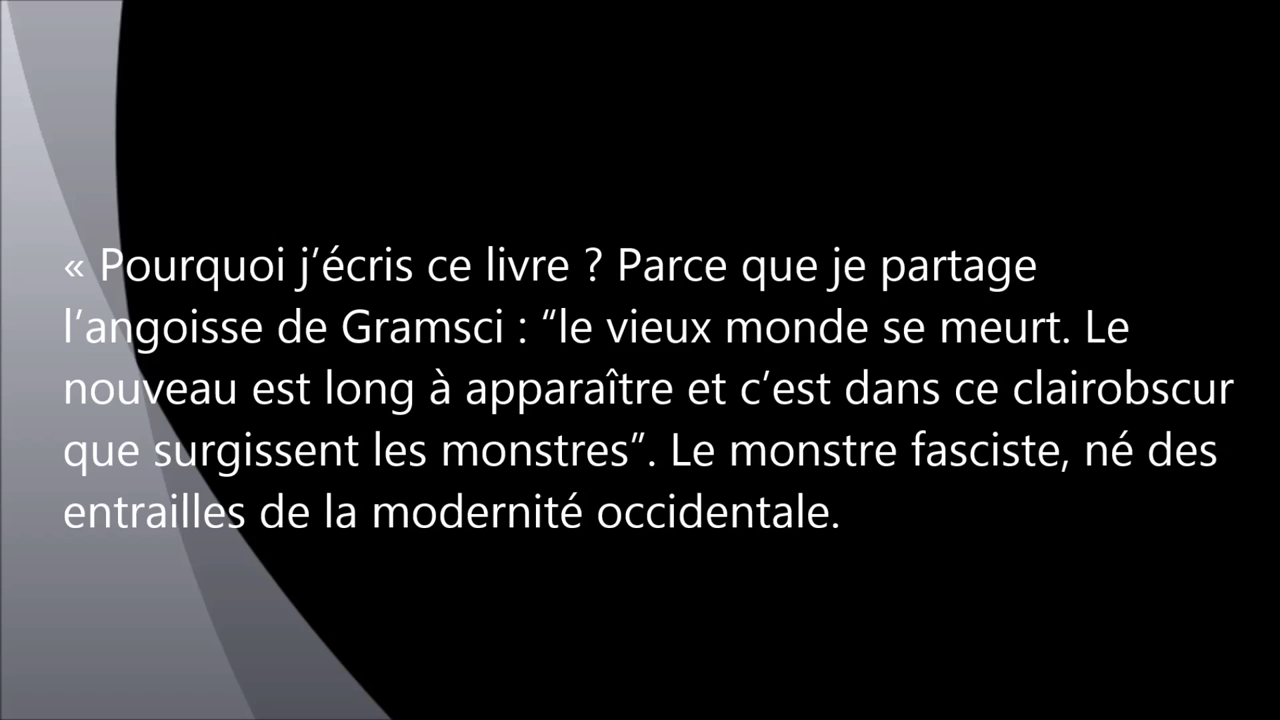 « Pourquoi j’écris ce livre ? Parce que je partage
l’angoisse de Gramsci : “le vieux monde se meurt. Le
nouveau est long à apparaître et c’est dans ce clairobscur
que surgissent les monstres”. Le monstre fasciste, né des
entrailles de la modernité occidentale.